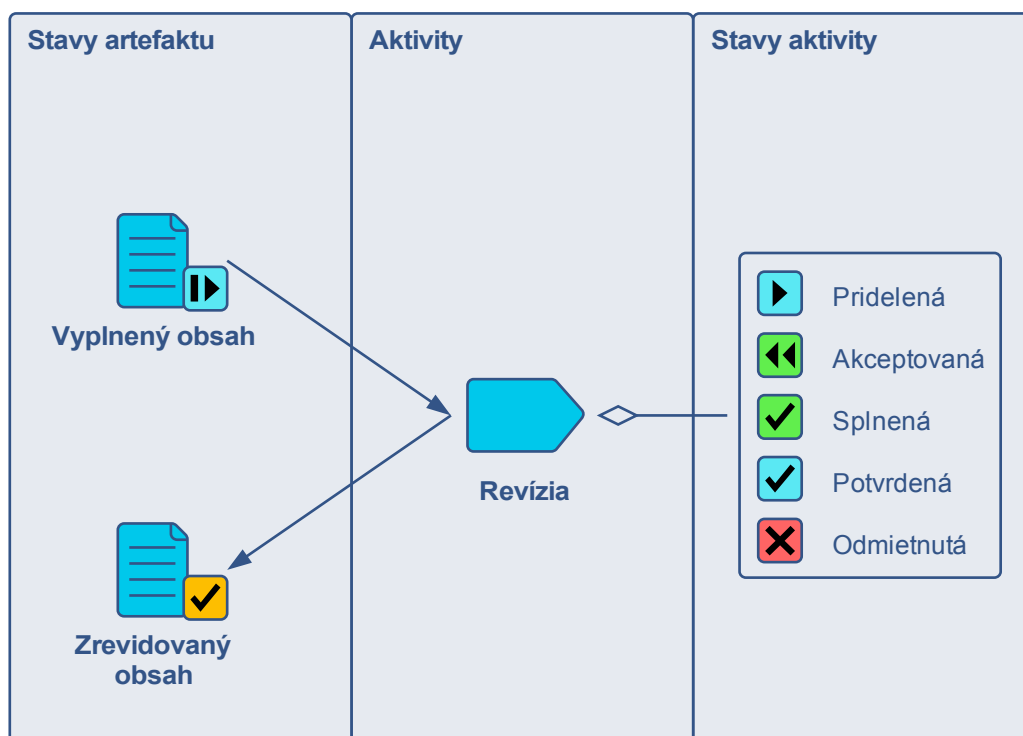 Stavy artefaktu
Aktivity
Stavy aktivity
Vyplnený obsah
Revízia
Zrevidovaný
obsah
Pridelená
Akceptovaná
Splnená
Potvrdená
Odmietnutá